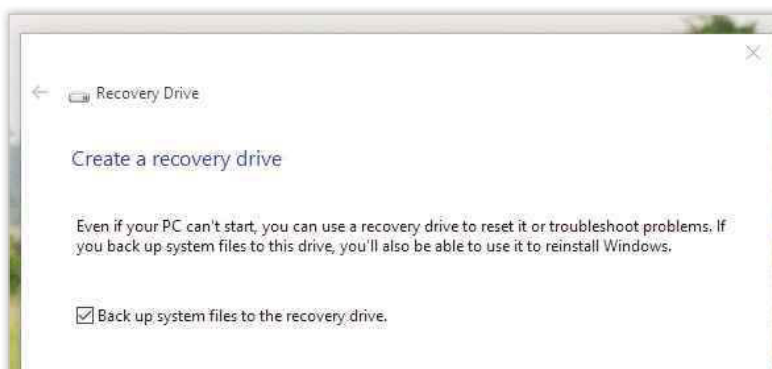 Recovery Drive
Create a recovery drive
Even if your PC can't start, you can use a recovery drive to reset it or troubleshoot problems. If
you back up system files to this drive, you'll also be able to use it to reinstall Windows.
Back up system files to the recovery drive.